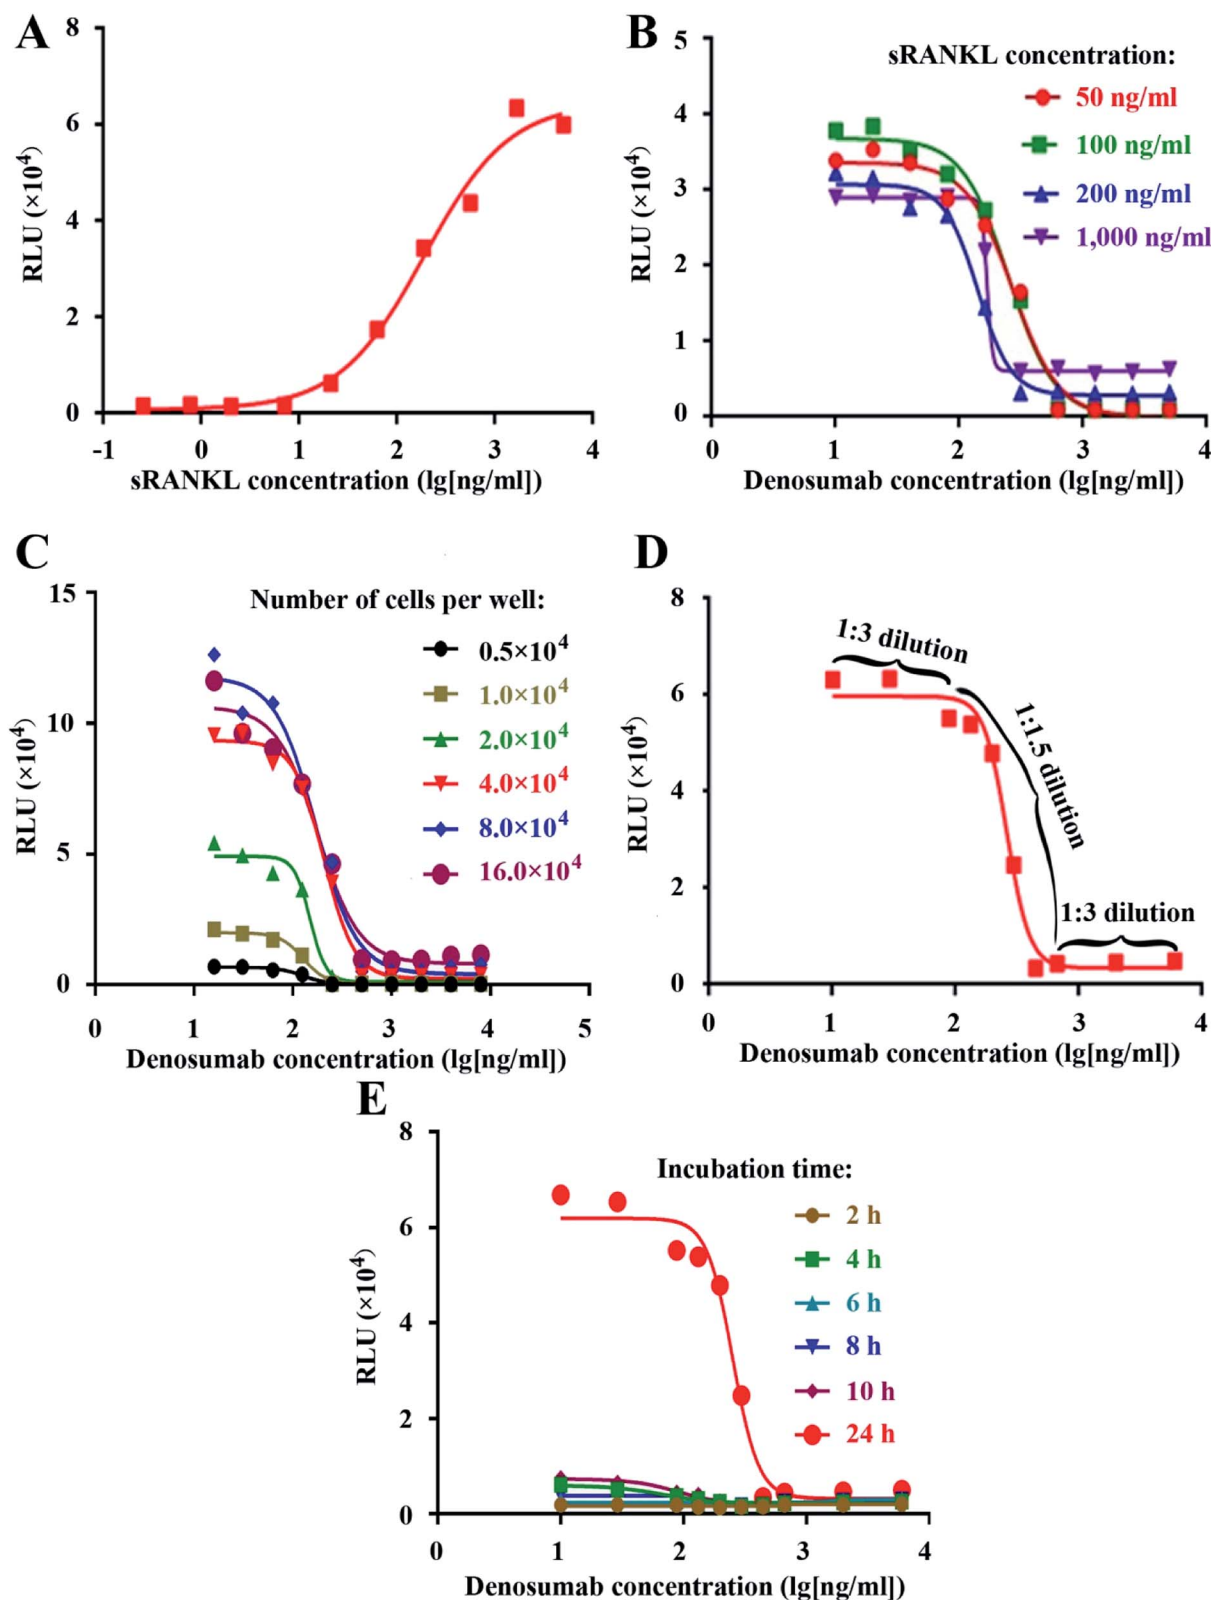 A
8
6
4
2
0
RLU (×10⁴)
-1 0 1 2 3 4
sRANKL concentration (lg[ng/ml])
B
5
4
3
2
1
0
RLU (×10⁴)
sRANKL concentration:
50 ng/ml
100 ng/ml
200 ng/ml
1,000 ng/ml
0 1 2 3 4
Denosumab concentration (lg[ng/ml])
C
15
10
5
0
RLU (×10⁴)
Number of cells per well:
0.5×10⁴
1.0×10⁴
2.0×10⁴
4.0×10⁴
8.0×10⁴
16.0×10⁴
0 1 2 3 4 5
Denosumab concentration (lg[ng/ml])
D
8
6
4
2
0
RLU (×10⁴)
1:3 dilution
1:1.5 dilution
1:3 dilution
0 1 2 3 4
Denosumab concentration (lg[ng/ml])
E
8
6
4
2
0
RLU (×10⁴)
Incubation time:
2 h
4 h
6 h
8 h
10 h
24 h
0 1 2 3 4
Denosumab concentration (lg[ng/ml])